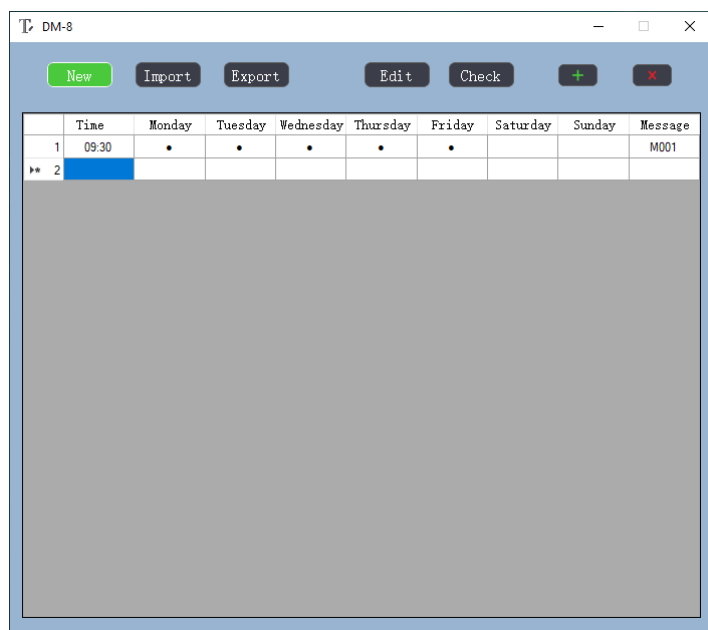 DM-8
New Import Export Edit Check + ×
Time Monday Tuesday Wednesday Thursday Friday Saturday Sunday Message
1 09:30 • • • • • M001
2